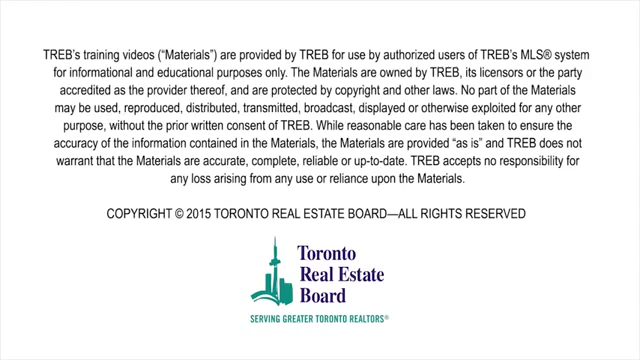 TREB's training videos (“Materials”) are provided by TREB for use by authorized users of TREB's MLS® system
for informational and educational purposes only. The Materials are owned by TREB, its licensors or the party
accredited as the provider thereof, and are protected by copyright and other laws. No part of the Materials
may be used, reproduced, distributed, transmitted, broadcast, displayed or otherwise exploited for any other
purpose, without the prior written consent of TREB. While reasonable care has been taken to ensure the
accuracy of the information contained in the Materials, the Materials are provided “as is” and TREB does not
warrant that the Materials are accurate, complete, reliable or up-to-date. TREB accepts no responsibility for
any loss arising from any use or reliance upon the Materials.
COPYRIGHT © 2015 TORONTO REAL ESTATE BOARD—ALL RIGHTS RESERVED
Toronto
Real Estate
Board
SERVING GREATER TORONTO REALTORS®